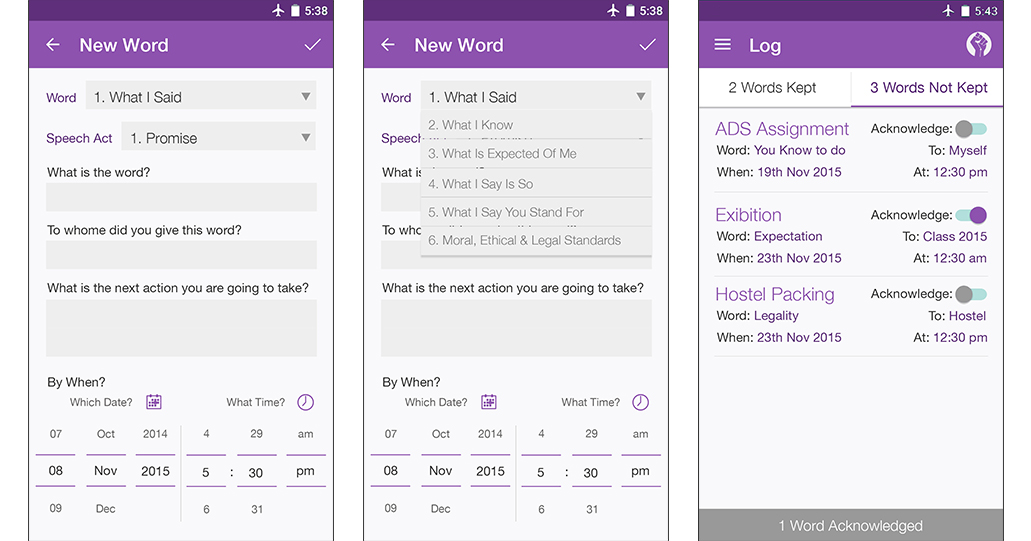 5:38
New Word
Word 1. What I Said
Speech Act 1. Promise
What is the word?
To whome did you give this word?
What is the next action you are going to take?
By When?
Which Date? What Time?
07 Oct 2014 4 29 am
08 Nov 2015 5 : 30 pm
09 Dec 6 31
5:38
New Word
Word 1. What I Said
2. What I Know
Speech
3. What Is Expected Of Me
What is
4. What I Say Is So
5. What I Say You Stand For
To who
6. Moral, Ethical & Legal Standards
What is the next action you are going to take?
By When?
Which Date? What Time?
07 Oct 2014 4 29 am
08 Nov 2015 5 : 30 pm
09 Dec 6 31
5:43
Log
2 Words Kept 3 Words Not Kept
ADS Assignment Acknowledge:
Word: You Know to do To: Myself
When: 19th Nov 2015 At: 12:30 pm
Exibition Acknowledge:
Word: Expectation To: Class 2015
When: 23th Nov 2015 At: 12:30 am
Hostel Packing Acknowledge:
Word: Legality To: Hostel
When: 23th Nov 2015 At: 12:30 pm
1 Word Acknowledged